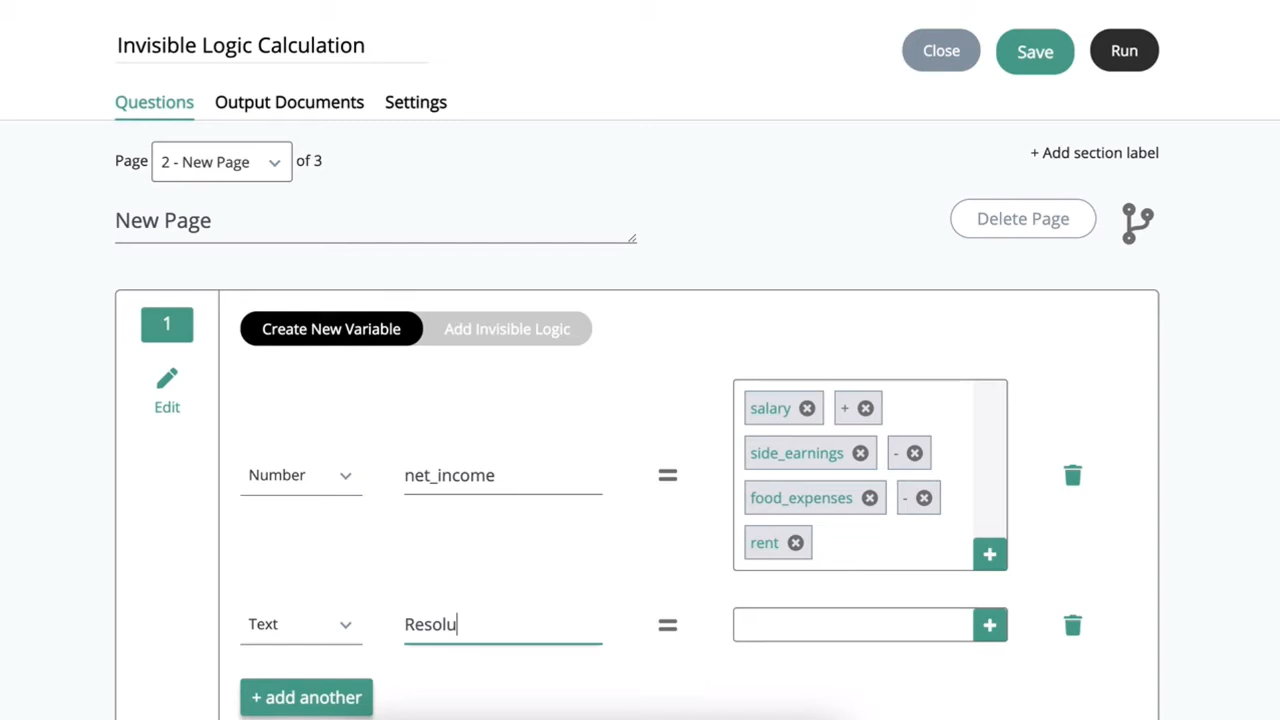 Invisible Logic Calculation
Close
Save
Run
Questions
Output Documents
Settings
Page 2 - New Page of 3
+ Add section label
New Page
Delete Page
1
Create New Variable
Add Invisible Logic
Edit
salary +
side_earnings -
Number net_income =
food_expenses -
rent
+
Text Resolu = +
+ add another